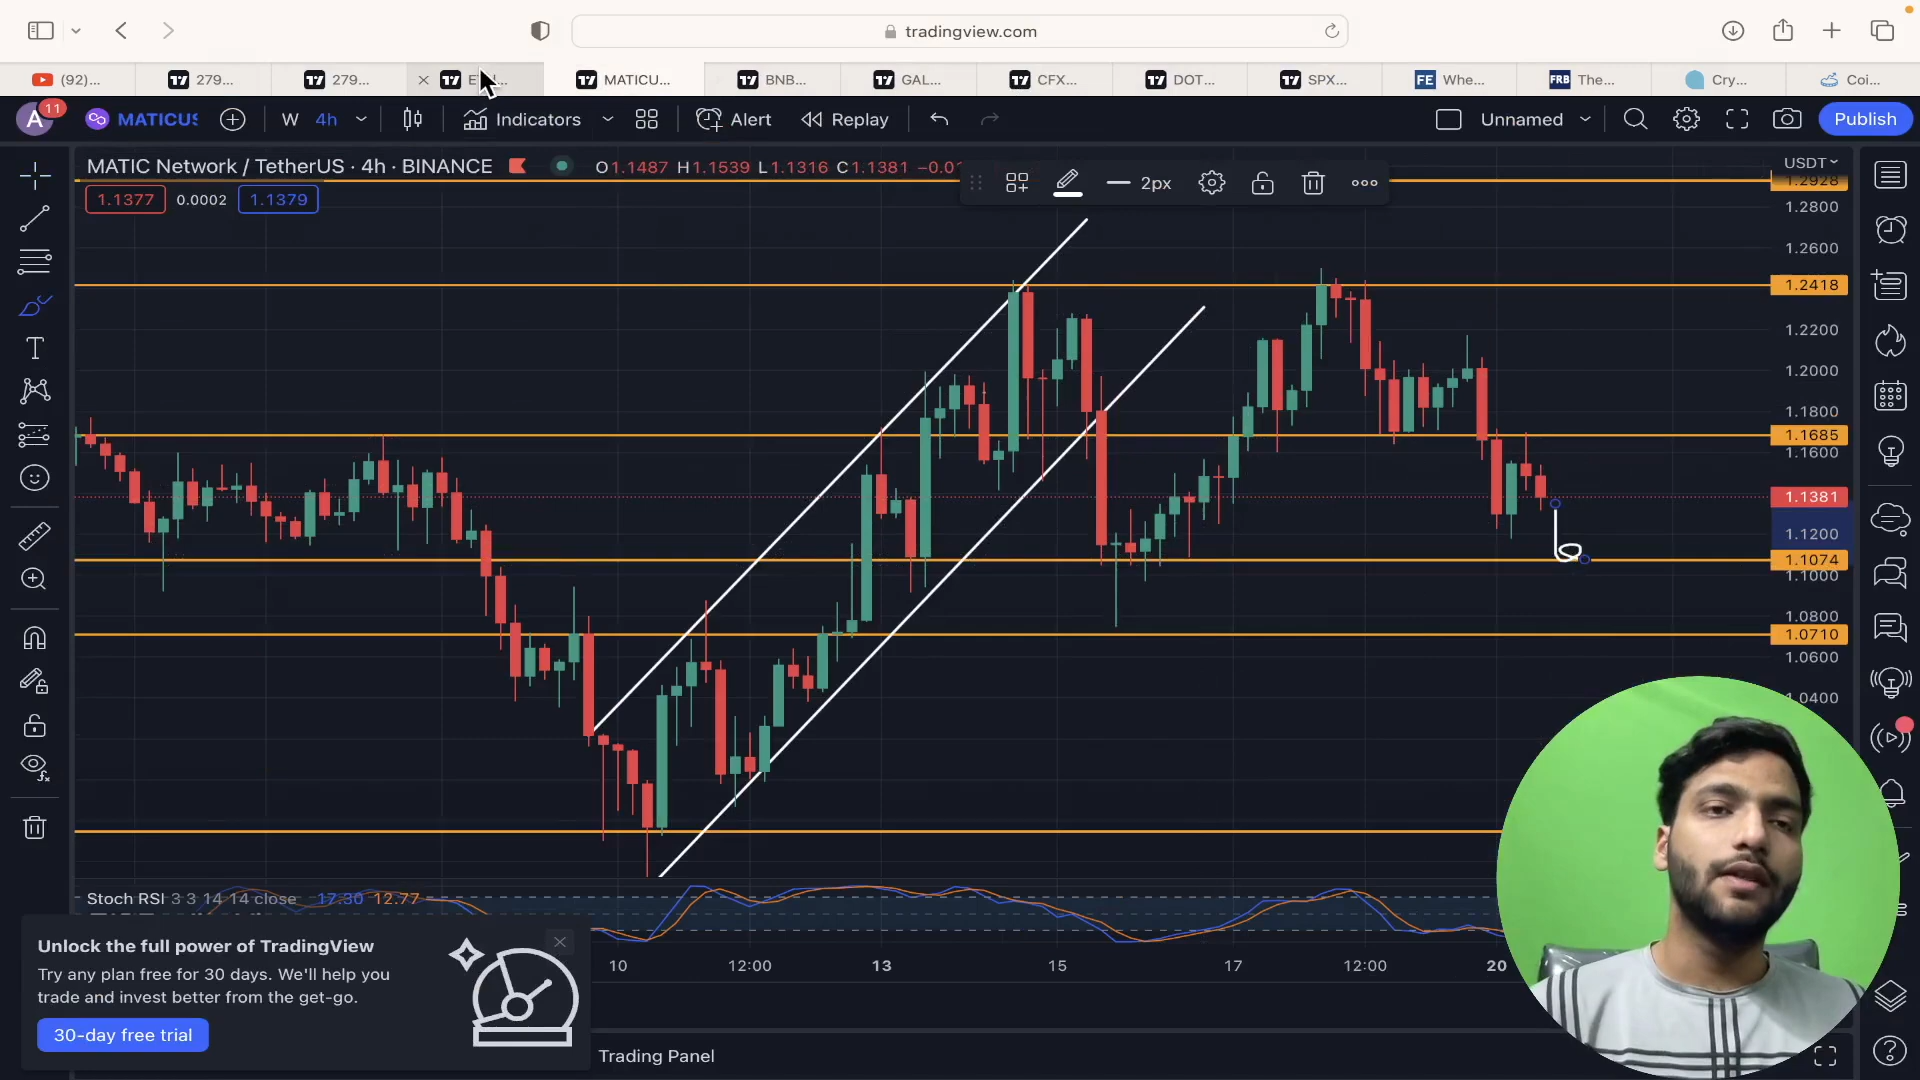 tradingview.com
(92)...
279...
279...
MATICU...
BNB...
GAL...
CFX...
DOT...
SPX...
FE Whe...
FRB The...
Cry...
Coi...
A 11
MATICUS
W 4h
Indicators
Alert
Replay
Unnamed
Publish
MATIC Network / TetherUS · 4h · BINANCE
O1.1487 H1.1539 L1.1316 C1.1381
2px
USDT
1.1377 0.0002 1.1379
1.2928
1.2800
1.2600
1.2418
1.2200
1.2000
1.1800
1.1685
1.1600
1.1381
1.1200
1.1074
1.1000
1.0800
1.0710
1.0600
1.0400
Stoch RSI 3 3 14 14 close 17.30 12.77
Unlock the full power of TradingView
Try any plan free for 30 days. We'll help you
trade and invest better from the get-go.
30-day free trial
10 12:00 13 15 17 12:00 20
Trading Panel